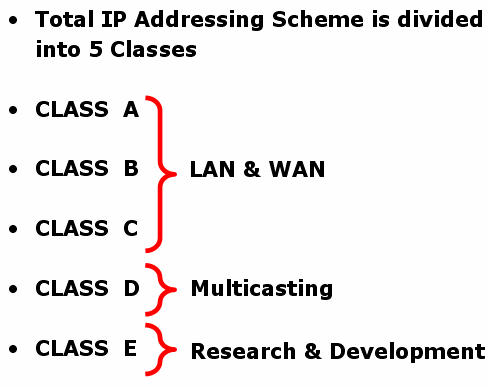 • Total IP Addressing Scheme is divided
into 5 Classes
• CLASS A
• CLASS B
LAN & WAN
• CLASS C
• CLASS D
Multicasting
• CLASS E
Research & Development